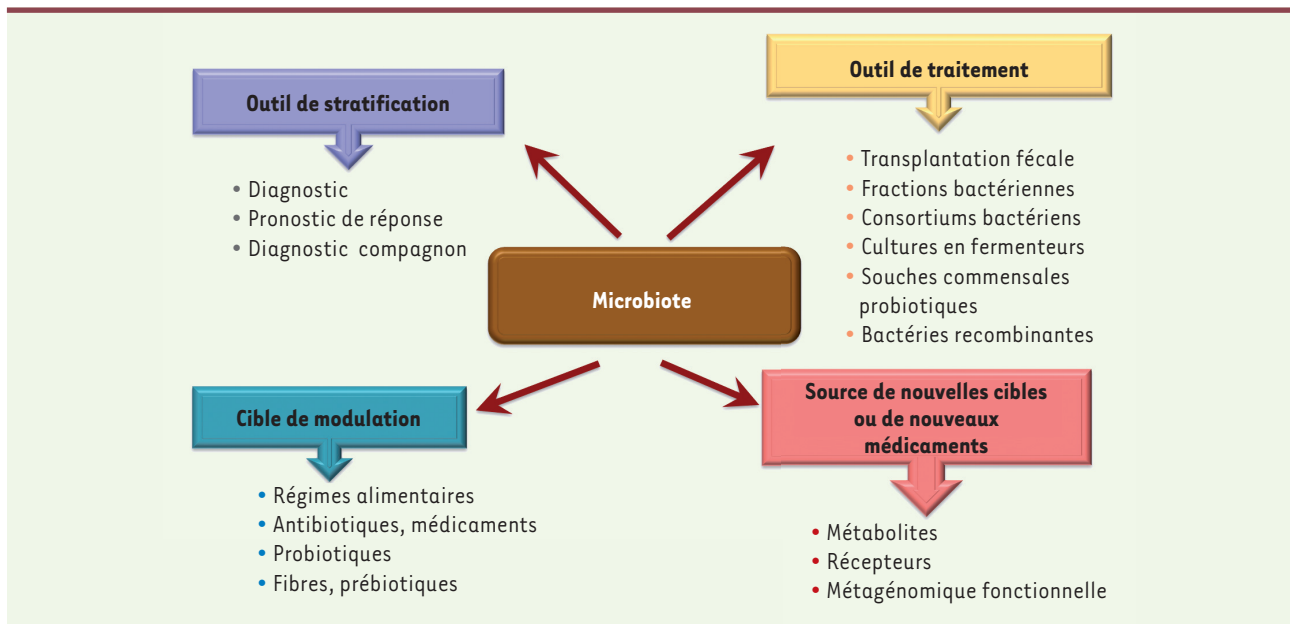 Outil de stratification
• Diagnostic
• Pronostic de réponse
• Diagnostic compagnon
Outil de traitement
• Transplantation fécale
• Fractions bactériennes
• Consortiums bactériens
• Cultures en fermenteurs
• Souches commensales
probiotiques
• Bactéries recombinantes
Microbiote
Cible de modulation
• Régimes alimentaires
• Antibiotiques, médicaments
• Probiotiques
• Fibres, prébiotiques
Source de nouvelles cibles
ou de nouveaux
médicaments
• Métabolites
• Récepteurs
• Métagénomique fonctionnelle